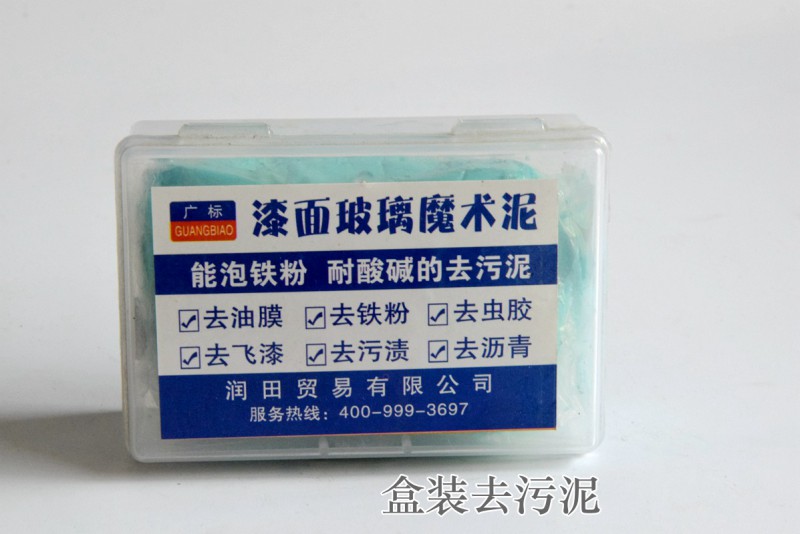 广标
GUANGBIAO
漆面玻璃魔术泥
能泡铁粉 耐酸碱的去污泥
☑去油膜 ☑去铁粉 ☑去虫胶
☑去飞漆 ☑去污渍 ☑去沥青
润田贸易有限公司
服务热线：400-999-3697
盒装去污泥